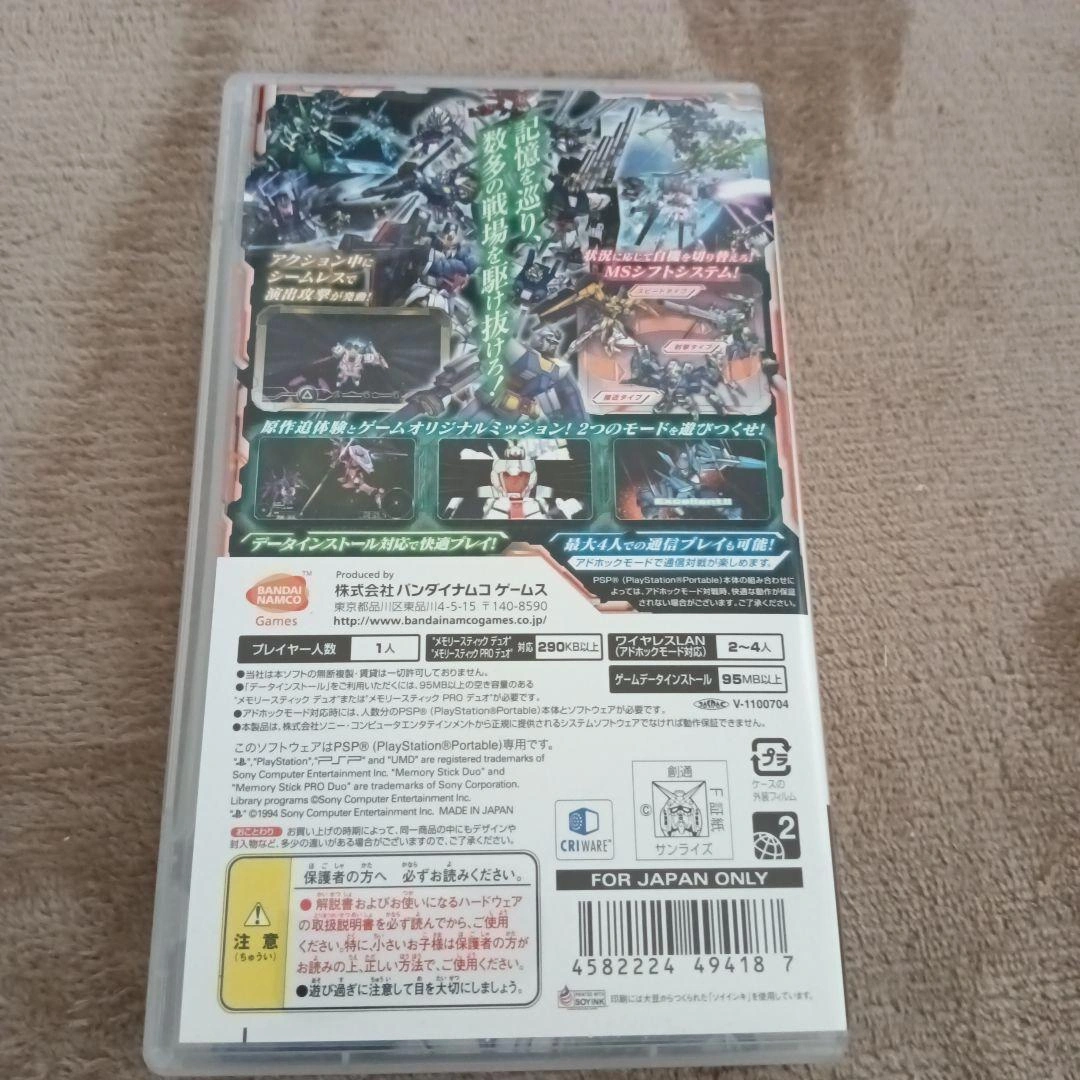 記憶を巡り、
数多の戦場を駆け抜けろ!
アクション中に
シームレスで
演出攻撃が発動!
状況に応じて自機を切り替えろ!
MSシフトシステム!
スピードタイプ
射撃タイプ
接近タイプ
原作追体験とゲームオリジナルミッション! 2つのモードを遊びつくせ!
Excellent!!
データインストール対応で快適プレイ!
最大4人での通信プレイも可能!
アドホックモードで通信対戦が楽しめます。
PSP®(PlayStation®Portable)本体の組み合わせに
よっては、アドホックモード対戦時、快適な動作が保証
されない場合がございます。ご了承ください。
BANDAI
NAMCO
Games
™
Produced by
株式会社 バンダイナムコ ゲームス
東京都品川区東品川4-5-15 〒140-8590
http://www.bandainamcogames.co.jp/
プレイヤー人数 1人
"メモリースティック デュオ"
"メモリースティック PRO デュオ" 対応 290KB以上
ワイヤレスLAN
(アドホックモード対応) 2~4人
ゲームデータインストール 95MB以上
●当社は本ソフトの無断複製・賃貸は一切許可しておりません。
●「データインストール」をご利用いただくには、95MB以上の空き容量のある
"メモリースティック デュオ"または"メモリースティック PRO デュオ"が必要です。
●アドホックモード対応時には、人数分のPSP®(PlayStation®Portable)本体とソフトウェアが必要です。
●本製品は、株式会社ソニー・コンピュータエンタテインメントから正規に提供されるシステムソフトウェアでなければ動作保証できません。
V-1100704
このソフトウェアはPSP®(PlayStation®Portable)専用です。
"PlayStation", "PSP" and "UMD" are registered trademarks of
Sony Computer Entertainment Inc. "Memory Stick Duo" and
"Memory Stick PRO Duo" are trademarks of Sony Corporation.
Library programs ©Sony Computer Entertainment Inc.
©1994 Sony Computer Entertainment Inc. MADE IN JAPAN
おことわり お買い上げの時期によって、同一商品の中にもデザインや
封入物など、多少の違いがある場合がございますので、ご了承ください。
プラ
ケースの
外装フィルム
創通
©
F証紙
サンライズ
CRIWARE™
2
FOR JAPAN ONLY
4582224 49418 7
PRINTED WITH
SOY INK
印刷には大豆からつくられた「ソイインキ」を使用しています。
注意
(ちゅうい)
保護者の方へ 必ずお読みください。
●解説書およびお使いになるハードウェア
の取扱説明書を必ず読んでから、ご使用
ください。特に、小さいお子様は保護者の方が
お読みの上、正しい方法で、ご使用ください。
●遊び過ぎに注意して目を大切にしましょう。